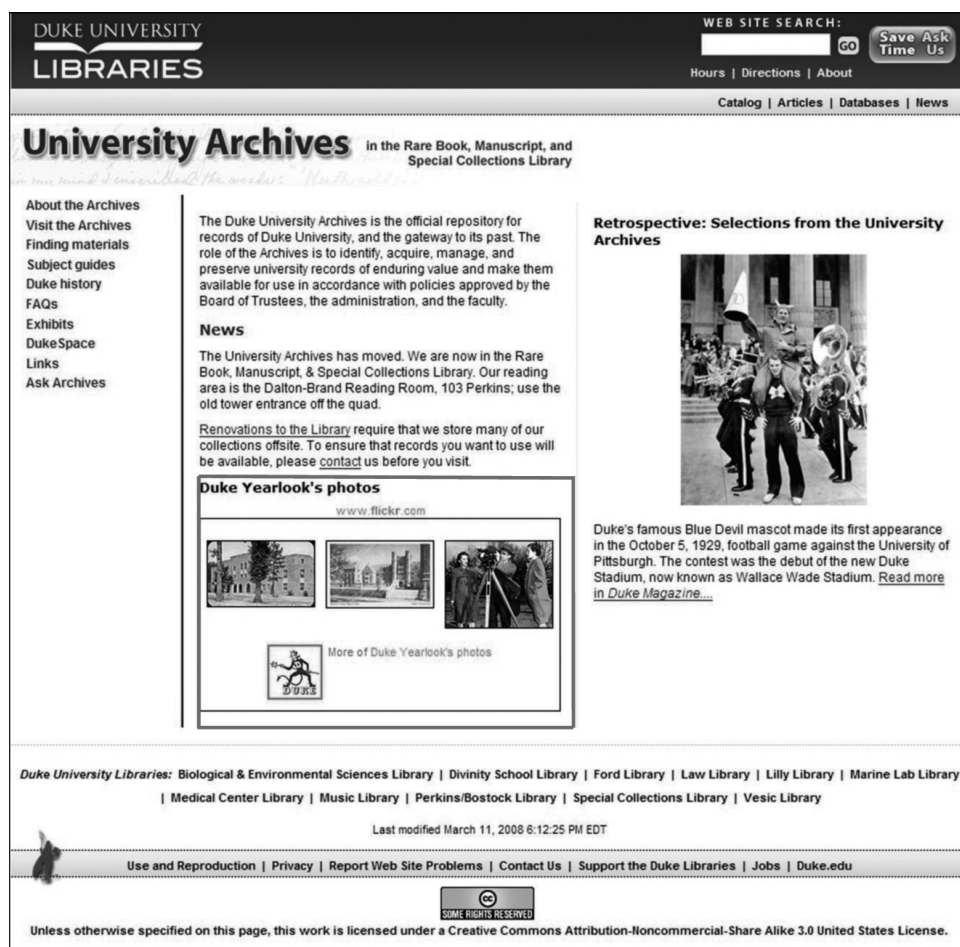 DUKE UNIVERSITY
LIBRARIES
WEB SITE SEARCH:
GO
Save Ask
Time Us
Hours | Directions | About
Catalog | Articles | Databases | News
University Archives in the Rare Book, Manuscript, and
Special Collections Library
About the Archives
Visit the Archives
Finding materials
Subject guides
Duke history
FAQs
Exhibits
DukeSpace
Links
Ask Archives
The Duke University Archives is the official repository for
records of Duke University, and the gateway to its past. The
role of the Archives is to identify, acquire, manage, and
preserve university records of enduring value and make them
available for use in accordance with policies approved by the
Board of Trustees, the administration, and the faculty.
News
The University Archives has moved. We are now in the Rare
Book, Manuscript, & Special Collections Library. Our reading
area is the Dalton-Brand Reading Room, 103 Perkins; use the
old tower entrance off the quad.
Renovations to the Library require that we store many of our
collections offsite. To ensure that records you want to use will
be available, please contact us before you visit.
Duke Yearlook's photos
www.flickr.com
DUKE
More of Duke Yearlook's photos
Retrospective: Selections from the University
Archives
D
Duke's famous Blue Devil mascot made its first appearance
in the October 5, 1929, football game against the University of
Pittsburgh. The contest was the debut of the new Duke
Stadium, now known as Wallace Wade Stadium. Read more
in Duke Magazine....
Duke University Libraries: Biological & Environmental Sciences Library | Divinity School Library | Ford Library | Law Library | Lilly Library | Marine Lab Library
| Medical Center Library | Music Library | Perkins/Bostock Library | Special Collections Library | Vesic Library
Last modified March 11, 2008 6:12:25 PM EDT
Use and Reproduction | Privacy | Report Web Site Problems | Contact Us | Support the Duke Libraries | Jobs | Duke.edu
cc
SOME RIGHTS RESERVED
Unless otherwise specified on this page, this work is licensed under a Creative Commons Attribution-Noncommercial-Share Alike 3.0 United States License.